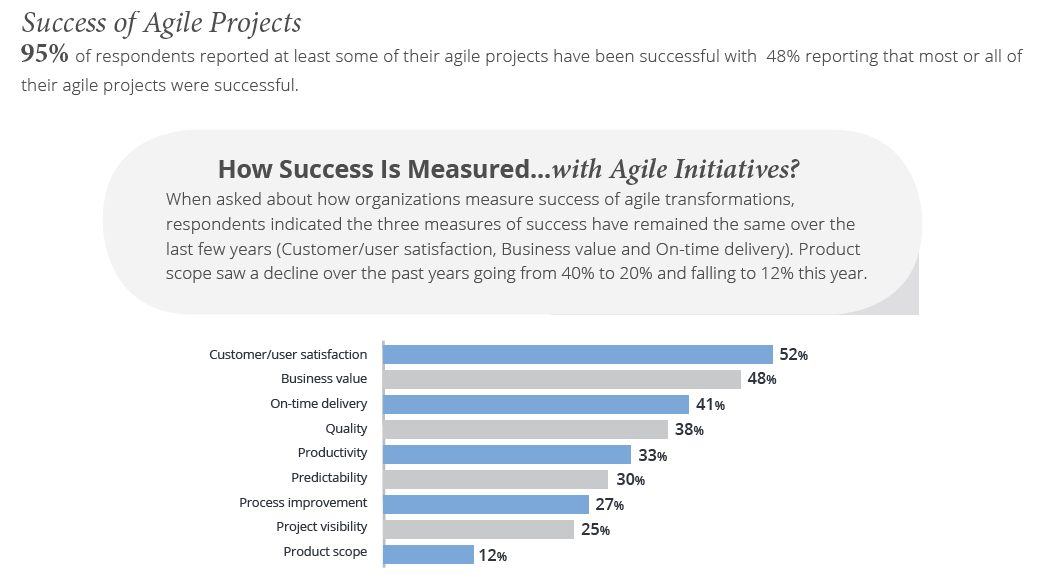 Success of Agile Projects
95% of respondents reported at least some of their agile projects have been successful with 48% reporting that most or all of
their agile projects were successful.
How Success Is Measured...with Agile Initiatives?
When asked about how organizations measure success of agile transformations,
respondents indicated the three measures of success have remained the same over the
last few years (Customer/user satisfaction, Business value and On-time delivery). Product
scope saw a decline over the past years going from 40% to 20% and falling to 12% this year.
Customer/user satisfaction 52%
Business value 48%
On-time delivery 41%
Quality 38%
Productivity 33%
Predictability 30%
Process improvement 27%
Project visibility 25%
Product scope 12%